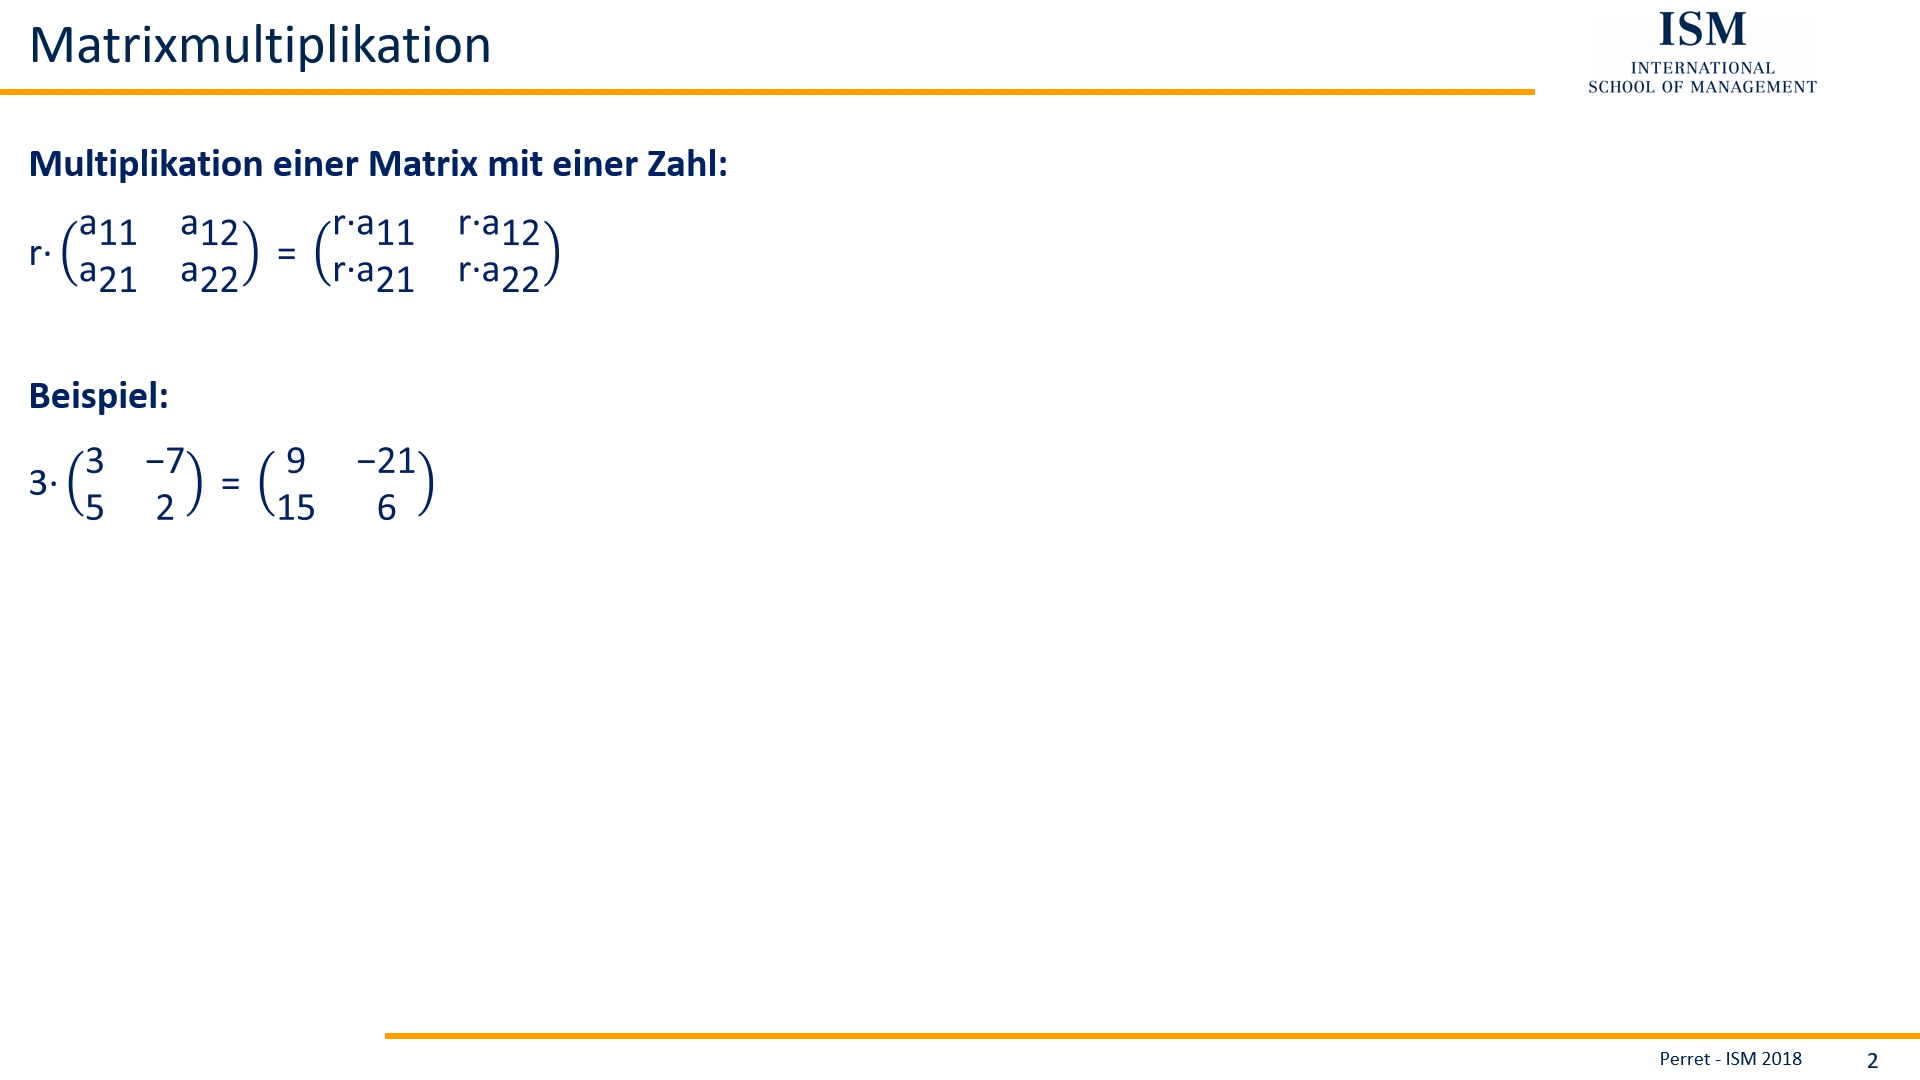 Matrixmultiplikation
ISM
INTERNATIONAL
SCHOOL OF MANAGEMENT
Multiplikation einer Matrix mit einer Zahl:
r· (a₁₁ a₁₂
a₂₁ a₂₂) = (r·a₁₁ r·a₁₂
r·a₂₁ r·a₂₂)
Beispiel:
3· (3 −7
5 2) = (9 −21
15 6)
Perret - ISM 2018 2